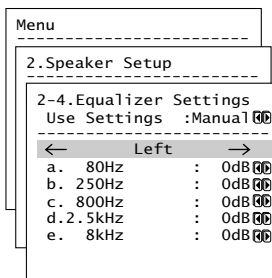 Menu
2.Speaker Setup
2-4.Equalizer Settings
Use Settings :Manual
← Left →
a. 80Hz : 0dB
b. 250Hz : 0dB
c. 800Hz : 0dB
d.2.5kHz : 0dB
e. 8kHz : 0dB